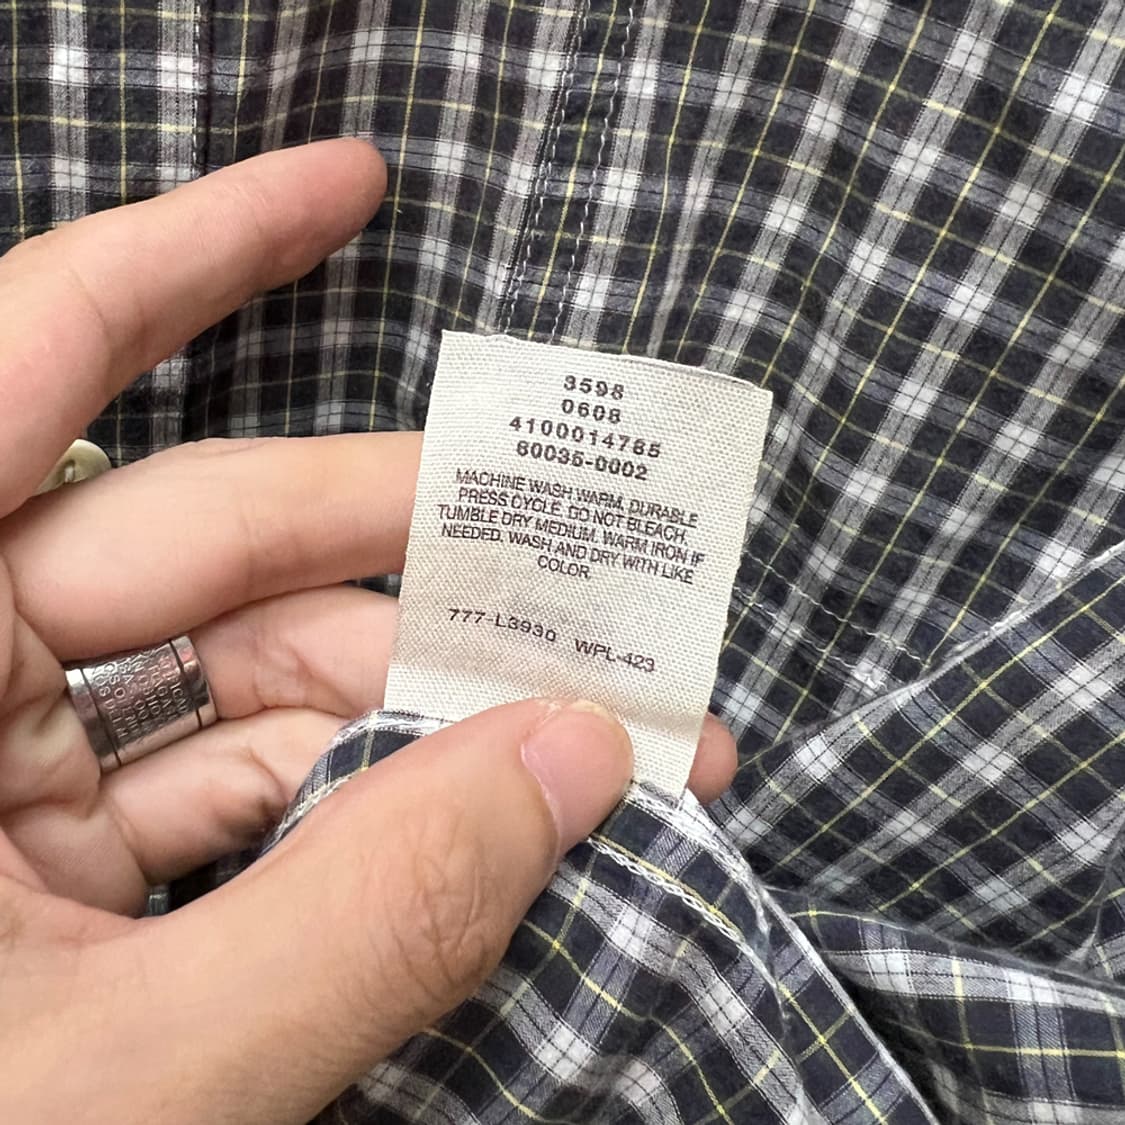 3598
0608
4100014785
60035-0002
MACHINE WASH WARM, DURABLE
PRESS CYCLE. DO NOT BLEACH.
TUMBLE DRY MEDIUM. WARM IRON IF
NEEDED. WASH AND DRY WITH LIKE
COLOR.
777-L3930 WPL-423